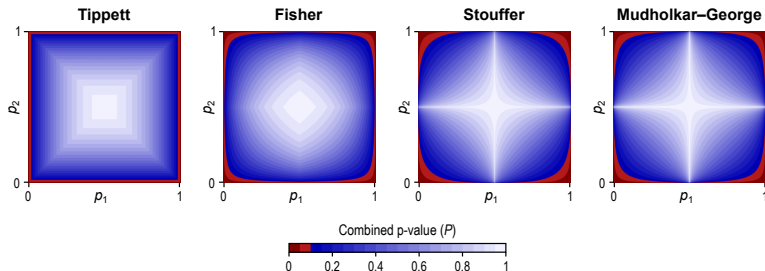 Tippett
Fisher
Stouffer
Mudholkar–George
1
p2
0
0
p1
1
1
p2
0
0
p1
1
1
p2
0
0
p1
1
1
p2
0
0
p1
1
Combined p-value (P)
0 0.2 0.4 0.6 0.8 1